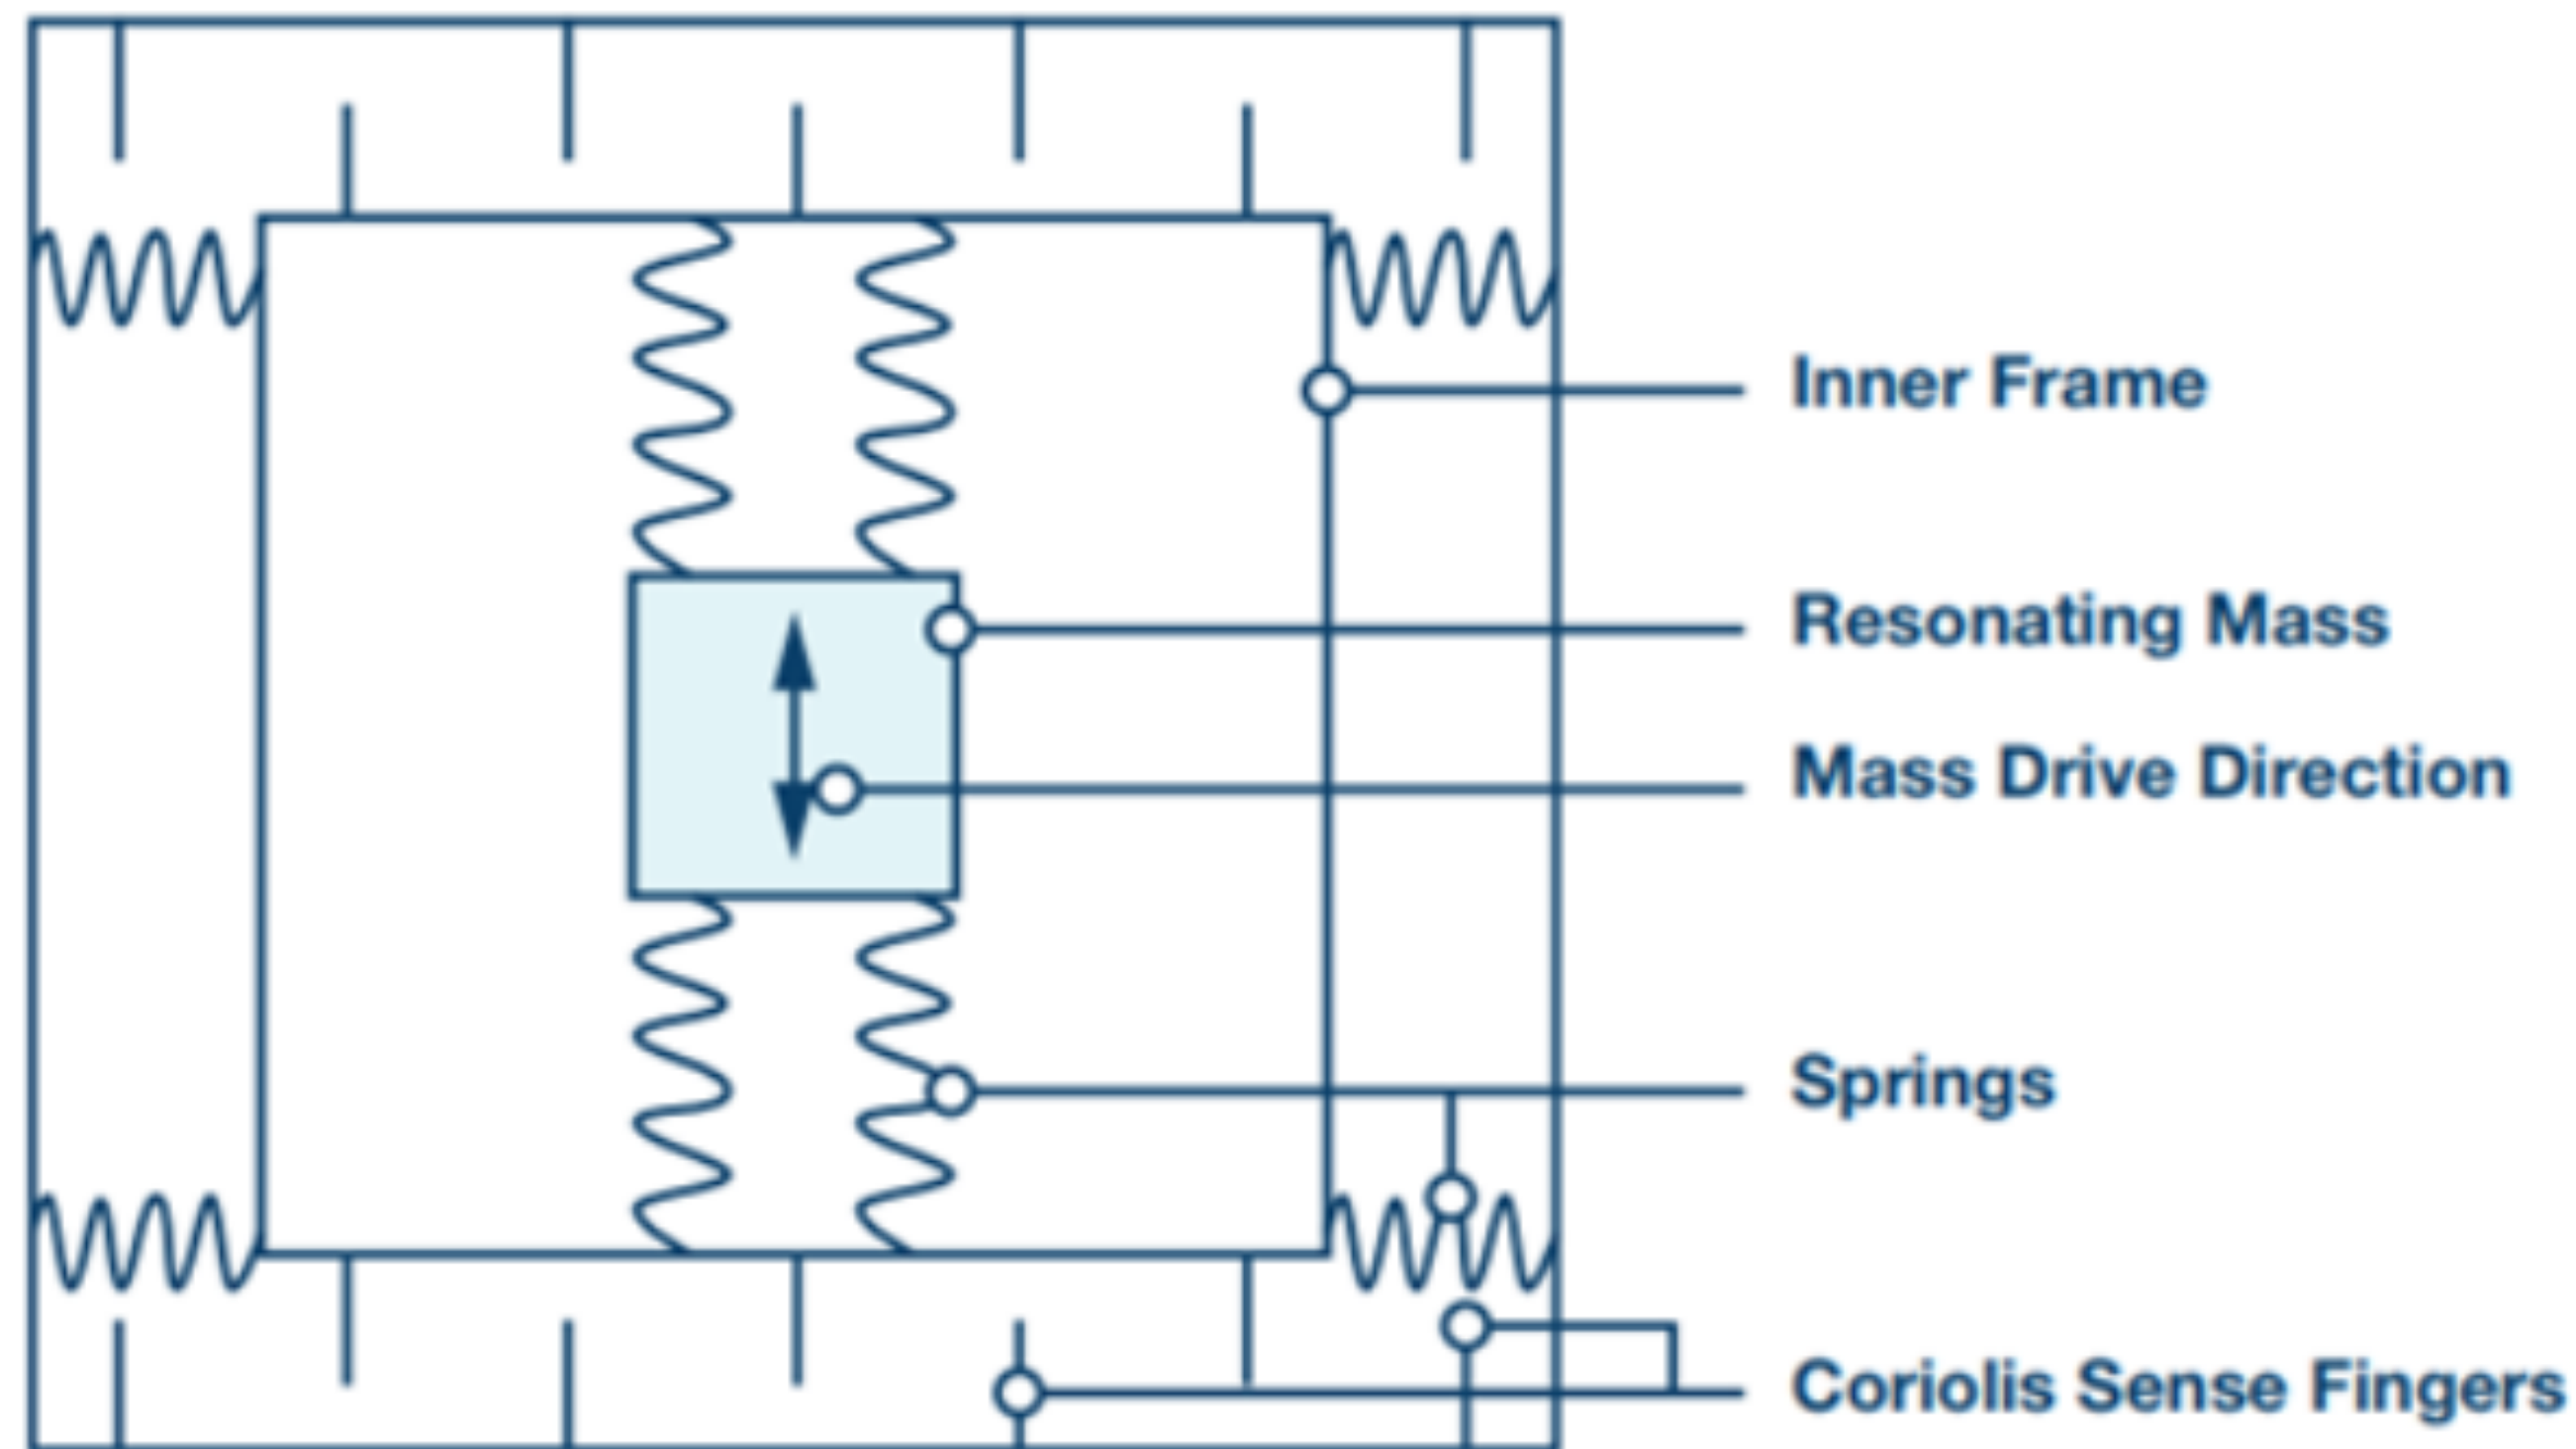 Inner Frame
Resonating Mass
Mass Drive Direction
Springs
Coriolis Sense Fingers